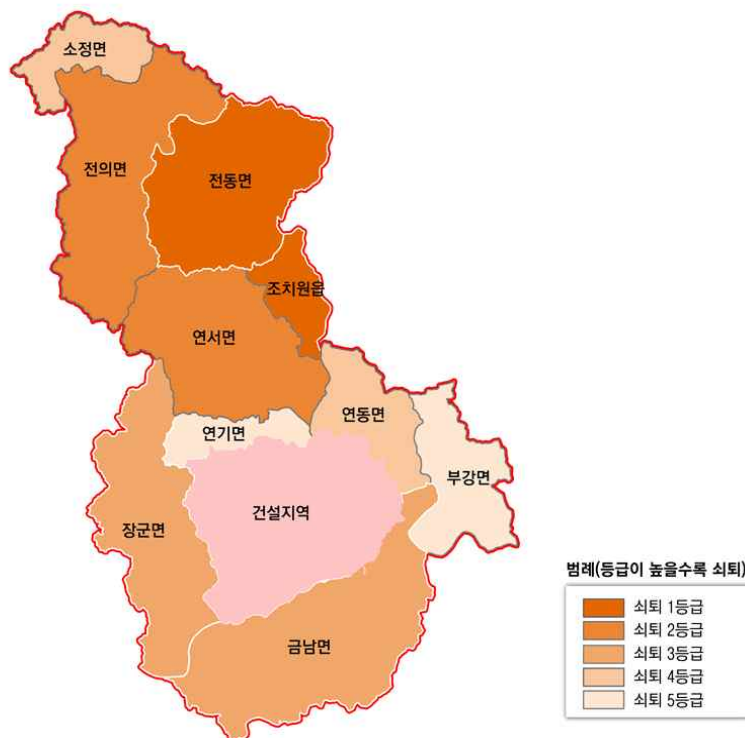 소정면
전의면
전동면
조치원읍
연서면
연기면
연동면
부강면
장군면
건설지역
금남면
범례(등급이 높을수록 쇠퇴)
쇠퇴 1등급
쇠퇴 2등급
쇠퇴 3등급
쇠퇴 4등급
쇠퇴 5등급